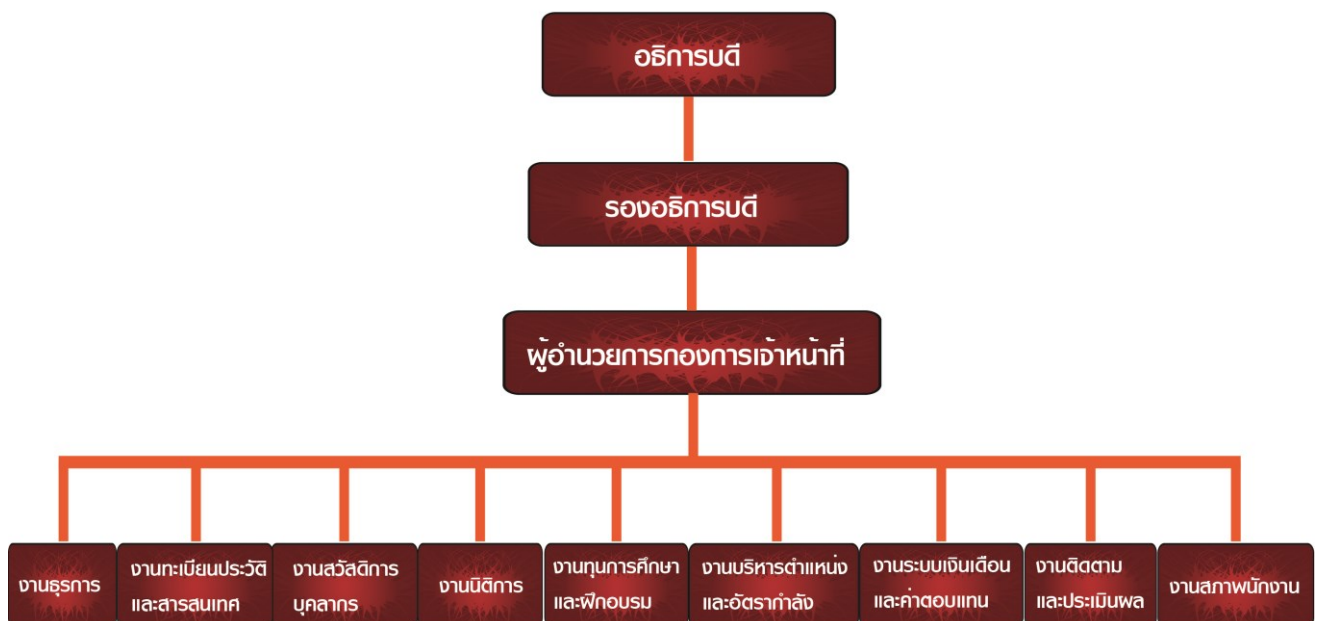 อธิการบดี
รองอธิการบดี
ผู้อำนวยการกองการเจ้าหน้าที่
งานธุรการ
งานทะเบียนประวัติ
และสารสนเทศ
งานสวัสดิการ
บุคลากร
งานนิติการ
งานทุนการศึกษา
และฝึกอบรม
งานบริหารตำแหน่ง
และอัตรากำลัง
งานระบบเงินเดือน
และค่าตอบแทน
งานติดตาม
และประเมินผล
งานสภาพนักงาน